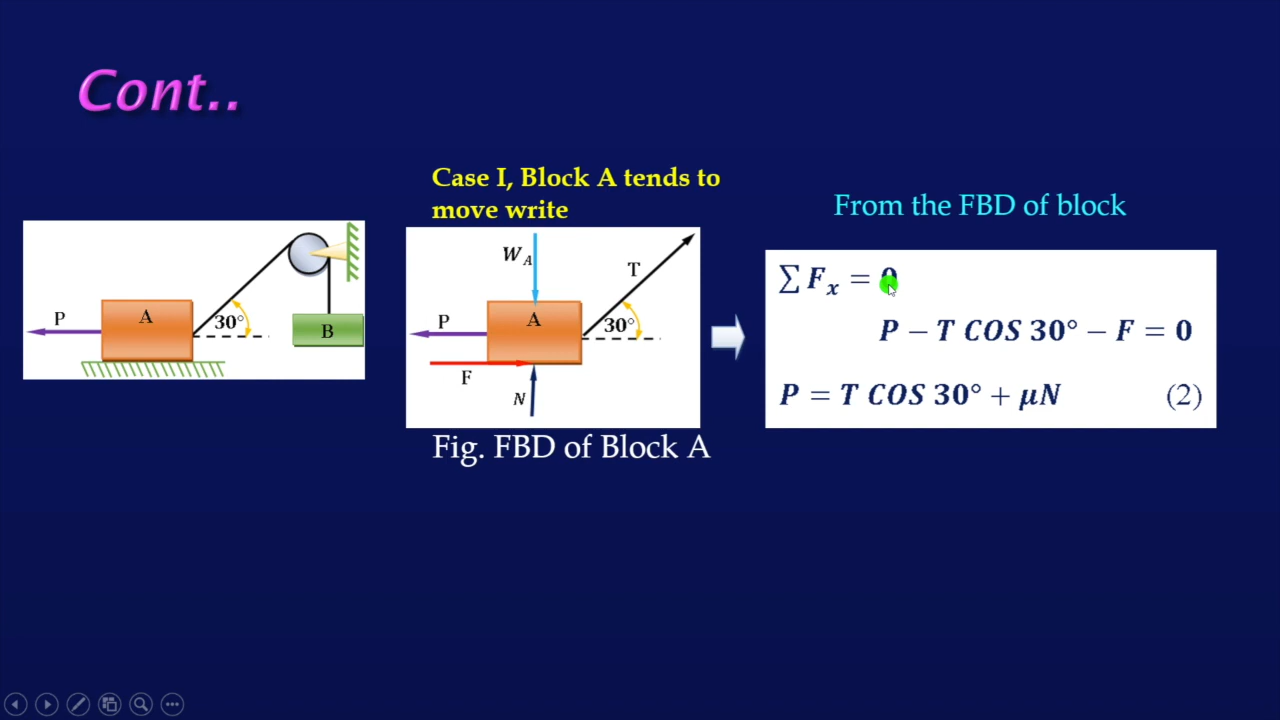 Cont..
Case I, Block A tends to
move write
From the FBD of block
P
A
30°
B
W_A
T
P
A
30°
F
N
∑ F_x = 0
P − T COS 30° − F = 0
P = T COS 30° + μN (2)
Fig. FBD of Block A